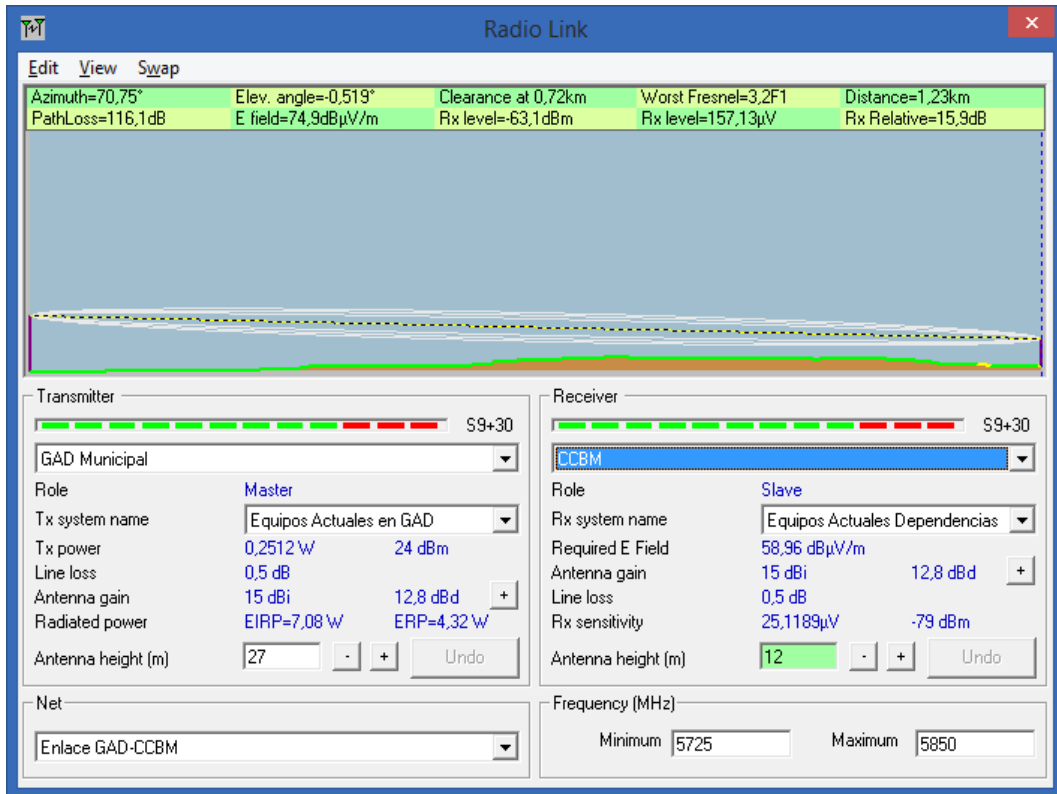 Radio Link
Edit View Swap
Azimuth=70,75° Elev. angle=-0,519° Clearance at 0,72km Worst Fresnel=3,2F1 Distance=1,23km
PathLoss=116,1dB E field=74,9dBµV/m Rx level=-63,1dBm Rx level=157,13µV Rx Relative=15,9dB
Transmitter
S9+30
GAD Municipal
Role Master
Tx system name Equipos Actuales en GAD
Tx power 0,2512 W 24 dBm
Line loss 0,5 dB
Antenna gain 15 dBi 12,8 dBd +
Radiated power EIRP=7,08 W ERP=4,32 W
Antenna height (m) 27 - + Undo
Net
Enlace GAD-CCBM
Receiver
S9+30
CCBM
Role Slave
Rx system name Equipos Actuales Dependencias
Required E Field 58,96 dBµV/m
Antenna gain 15 dBi 12,8 dBd +
Line loss 0,5 dB
Rx sensitivity 25,1189µV -79 dBm
Antenna height (m) 12 - + Undo
Frequency (MHz)
Minimum 5725 Maximum 5850